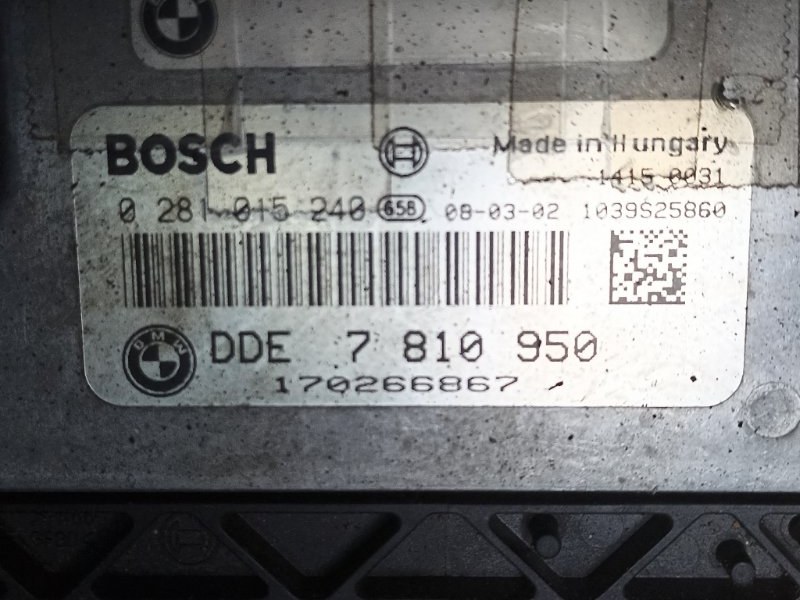 BOSCH
Made in Hungary
1415 0031
0 281 015 240 658 08-03-02 1039S25860
BMW DDE 7 810 950
170266867